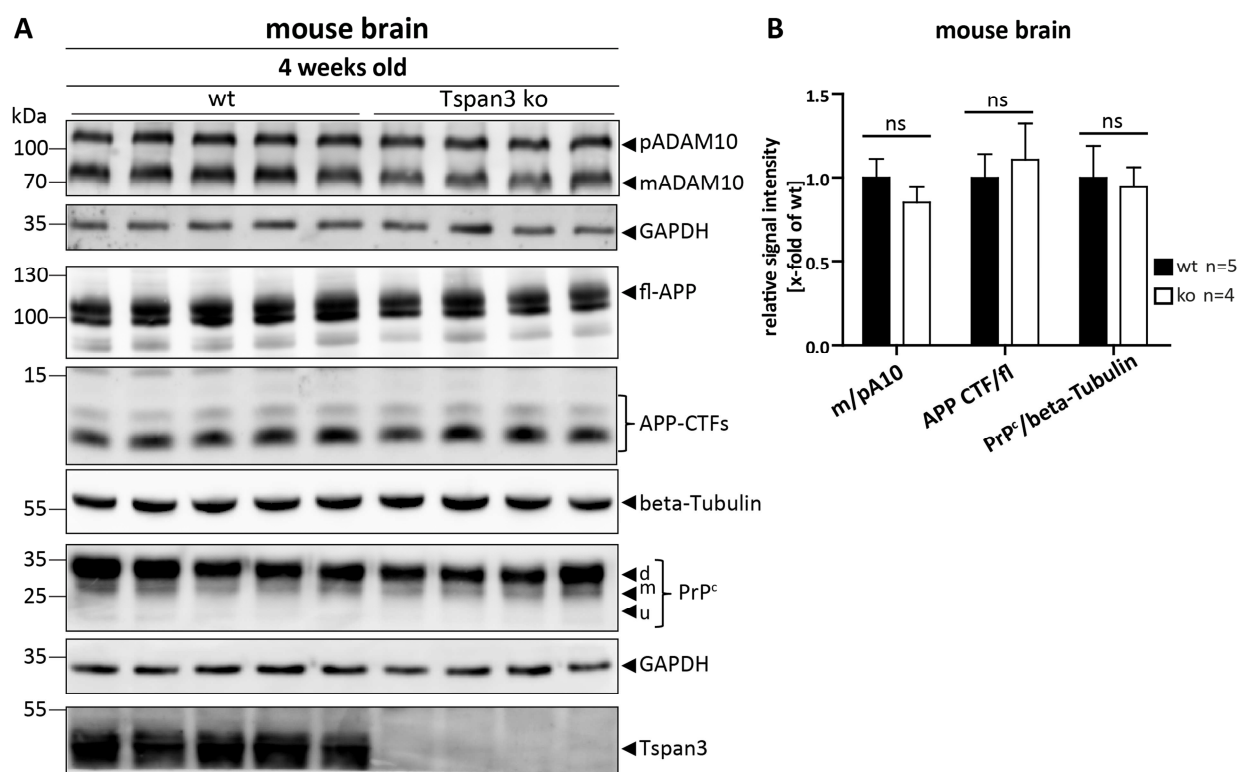 A
mouse brain
4 weeks old
wt
Tspan3 ko
kDa
100
70
pADAM10
mADAM10
35
GAPDH
130
100
fl-APP
15
APP-CTFs
55
beta-Tubulin
35
25
d
m
u
PrPᶜ
35
GAPDH
55
Tspan3
B
mouse brain
relative signal intensity
[x-fold of wt]
1.5
1.0
0.5
0.0
ns
ns
ns
m/pA10
APP CTF/fl
PrPᶜ/beta-Tubulin
wt n=5
ko n=4